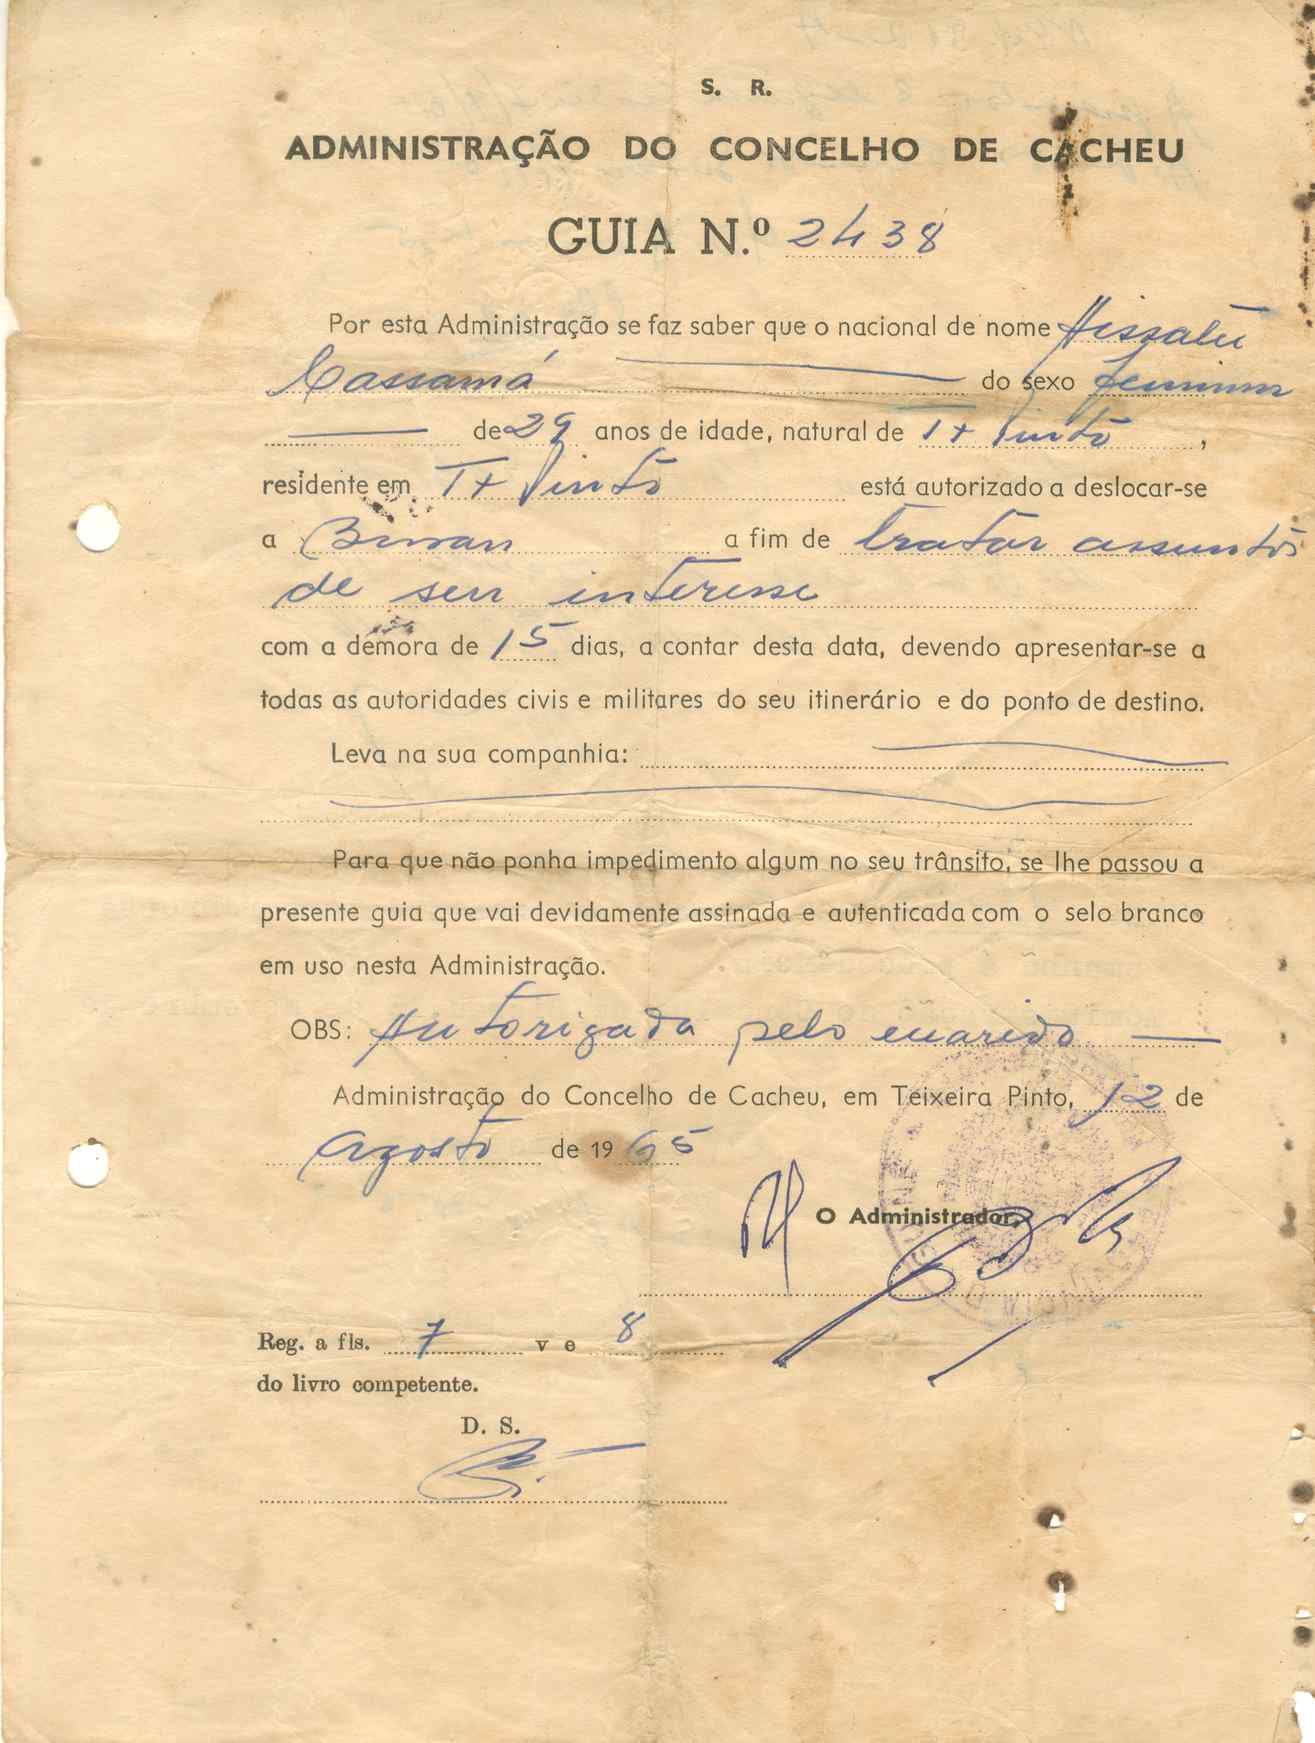 S. R.
ADMINISTRAÇÃO DO CONCELHO DE CACHEU
GUIA N.º 2438
Por esta Administração se faz saber que o nacional de nome Aissatu
Cassamá do sexo feminino
de 29 anos de idade, natural de Tx Pinto,
residente em Tx Pinto está autorizado a deslocar-se
a a fim de tratar assuntos
de seu interesse
com a demora de 15 dias, a contar desta data, devendo apresentar-se a
todas as autoridades civis e militares do seu itinerário e do ponto de destino.
Leva na sua companhia:
Para que não ponha impedimento algum no seu trânsito, se lhe passou a
presente guia que vai devidamente assinada e autenticada com o selo branco
em uso nesta Administração.
OBS: Autorizada pelo marido
Administração do Concelho de Cacheu, em Teixeira Pinto, 12 de
agosto de 1965
O Administrador,
Reg. a fls. 7 v e 8
do livro competente.
D. S.